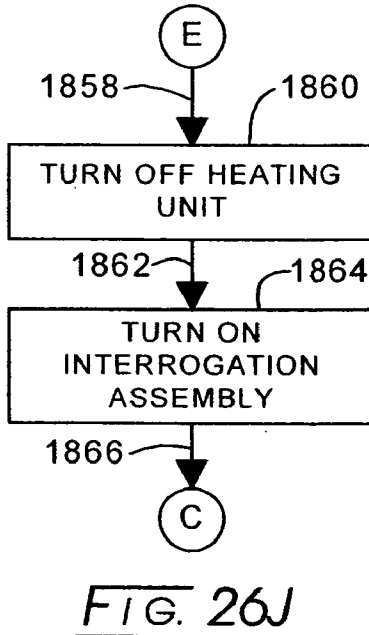 E
1858
1860
TURN OFF HEATING
UNIT
1862
1864
TURN ON
INTERROGATION
ASSEMBLY
1866
C
FIG. 26J